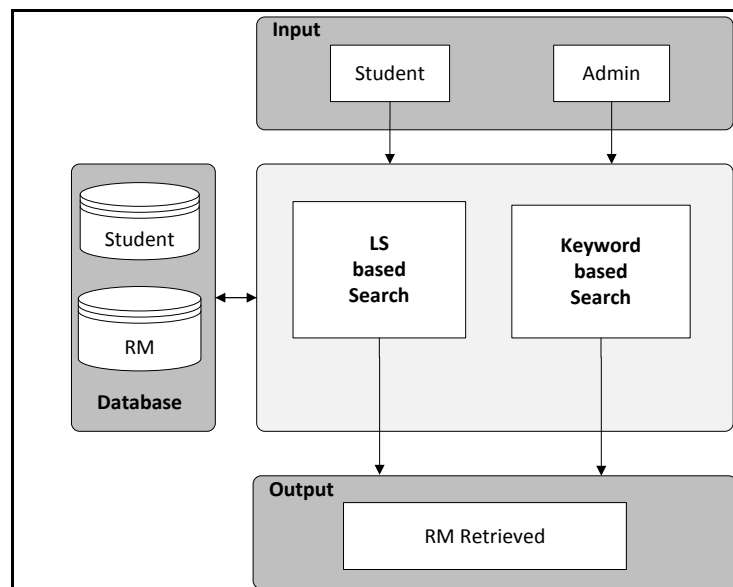 Input
Student
Admin
Student
RM
Database
LS
based
Search
Keyword
based
Search
Output
RM Retrieved